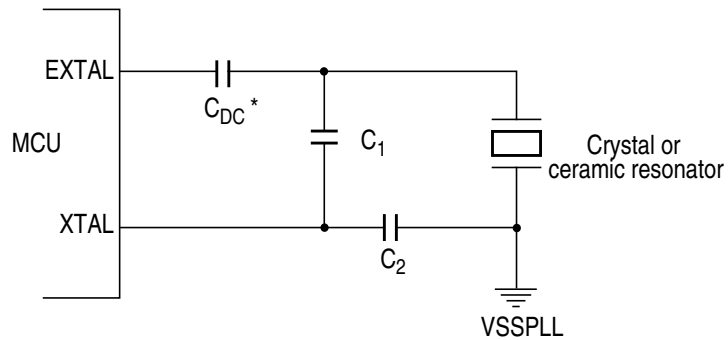 EXTAL
C_DC *
MCU
C_1
Crystal or
ceramic resonator
XTAL
C_2
VSSPLL